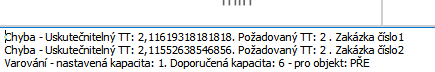 min
Chyba - Uskutečnitelný TT: 2,11619318181818. Požadovaný TT: 2 . Zakázka číslo1
Chyba - Uskutečnitelný TT: 2,11552638546856. Požadovaný TT: 2 . Zakázka číslo2
Varování - nastavená kapacita: 1. Doporučená kapacita: 6 - pro objekt: PŘE